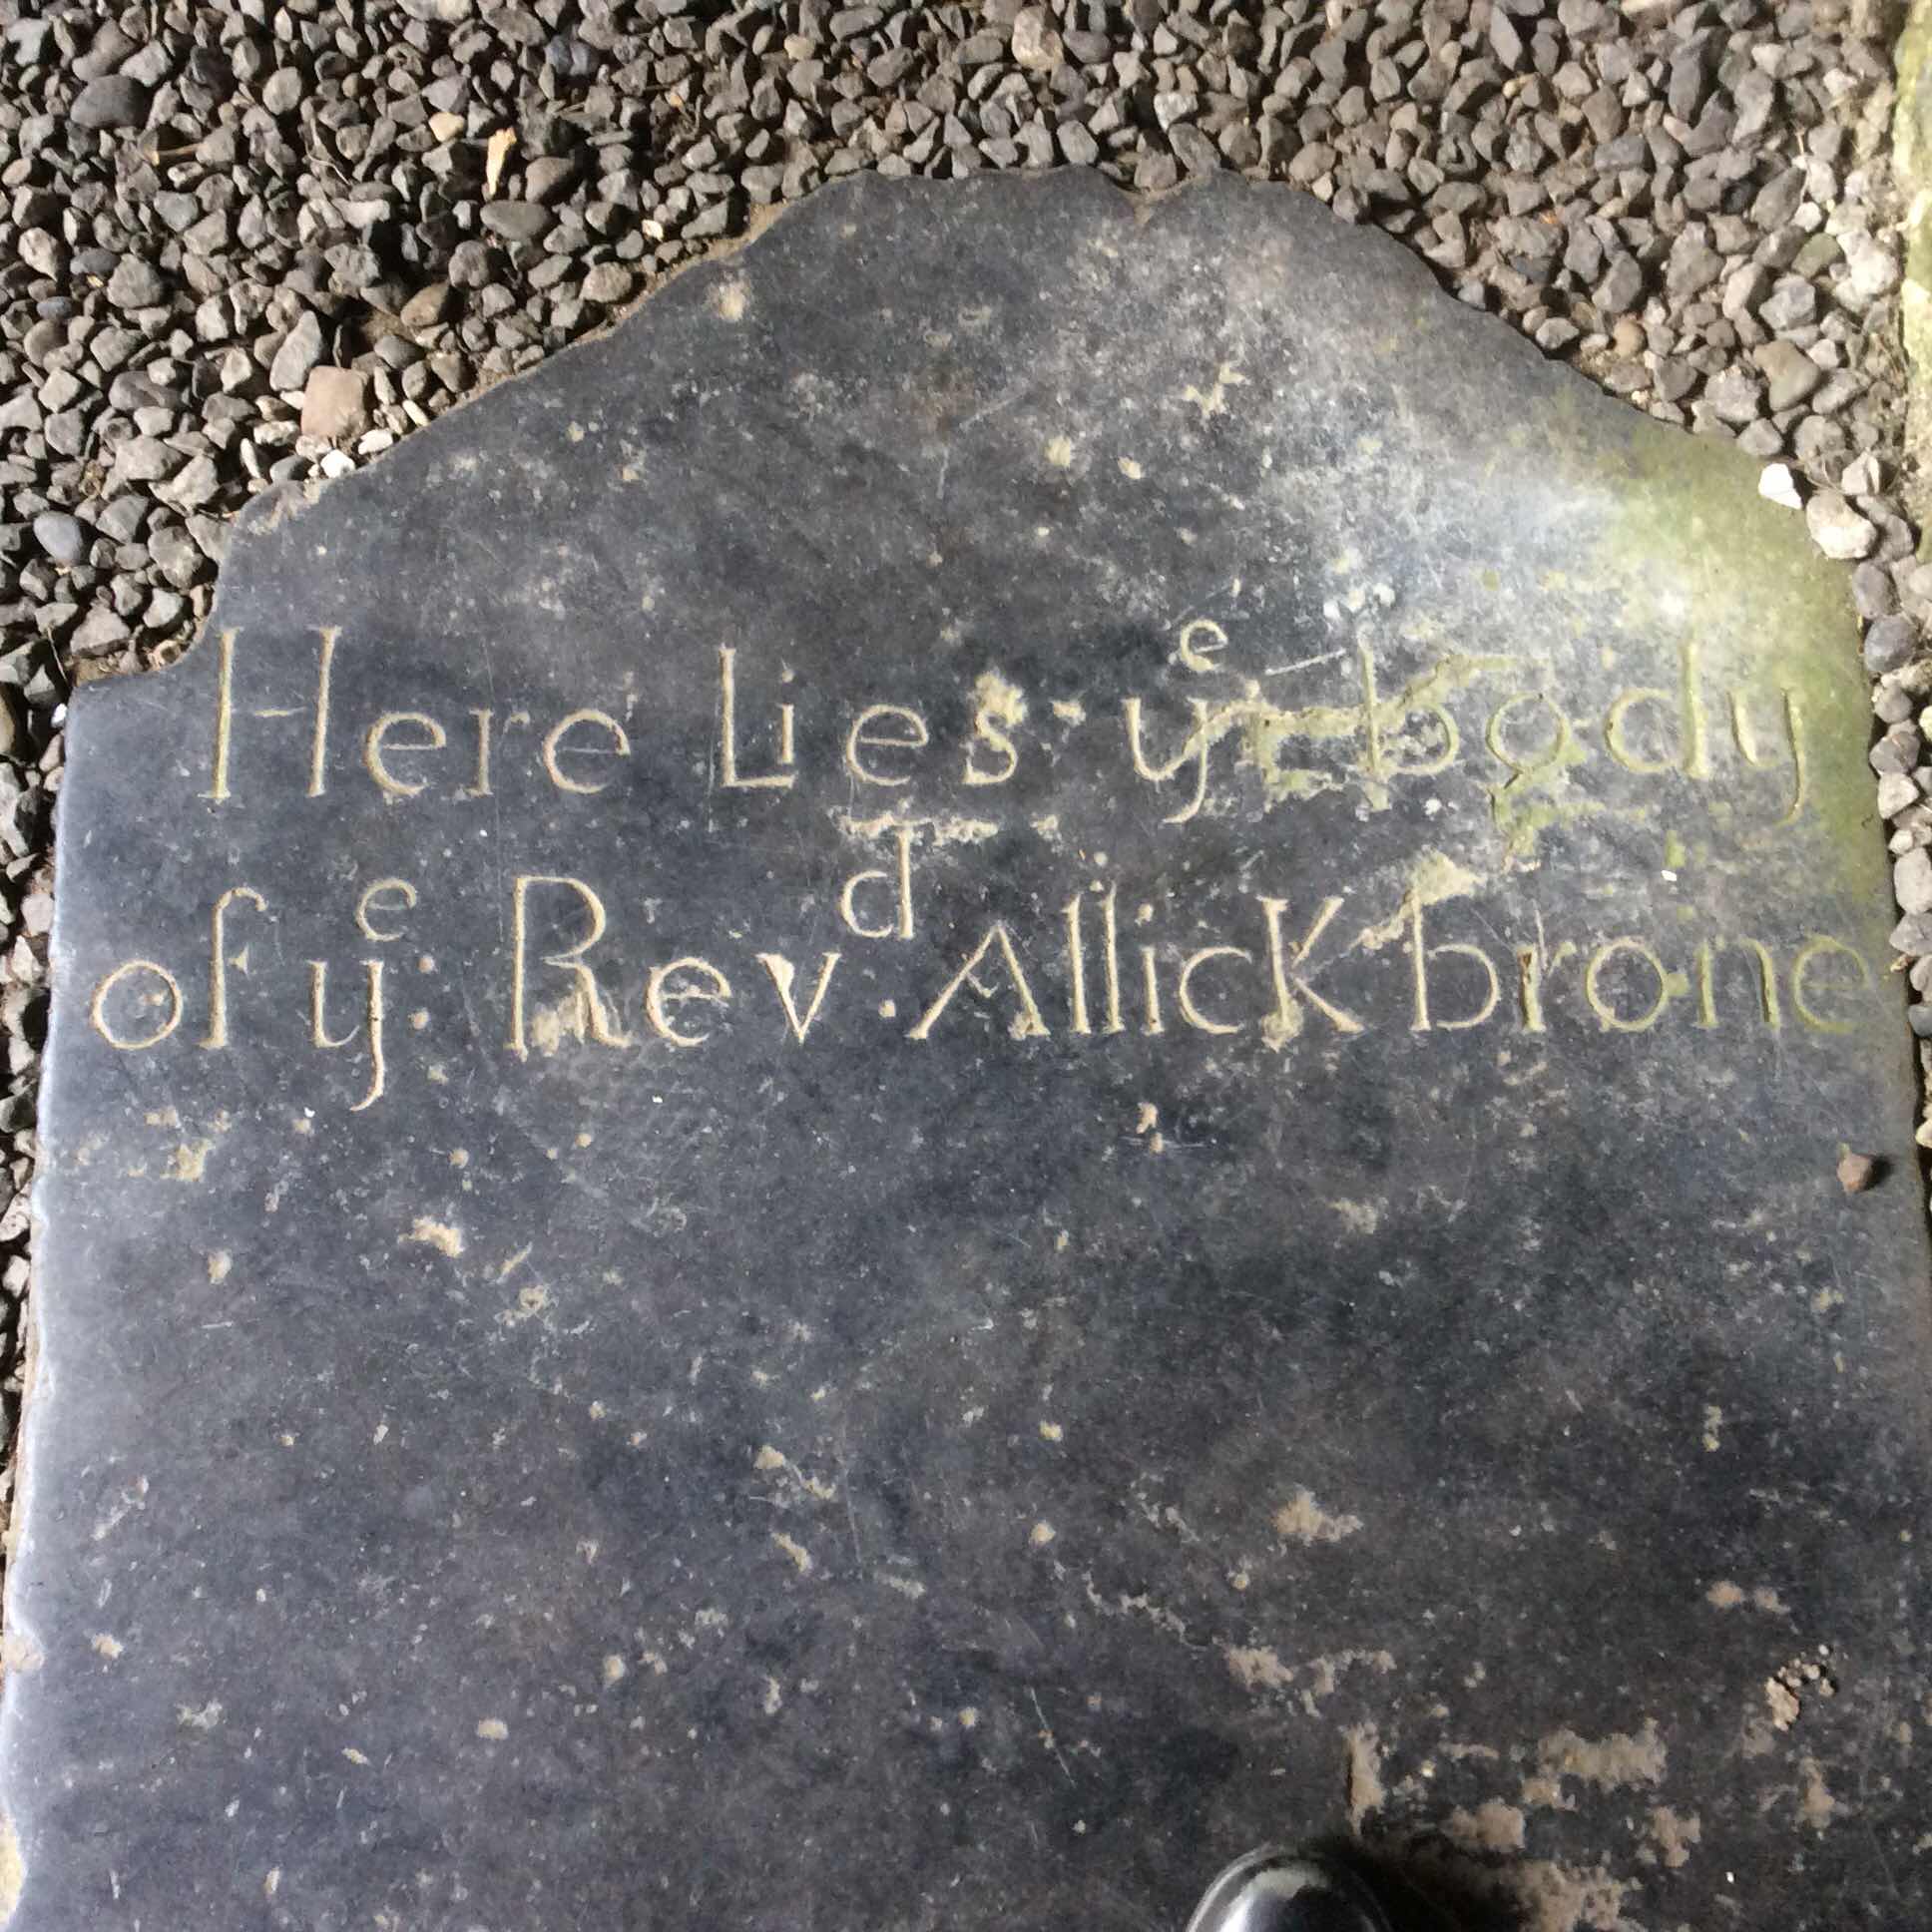 Here Lies yᵉ body
of yᵉ Revᵈ Allick brone